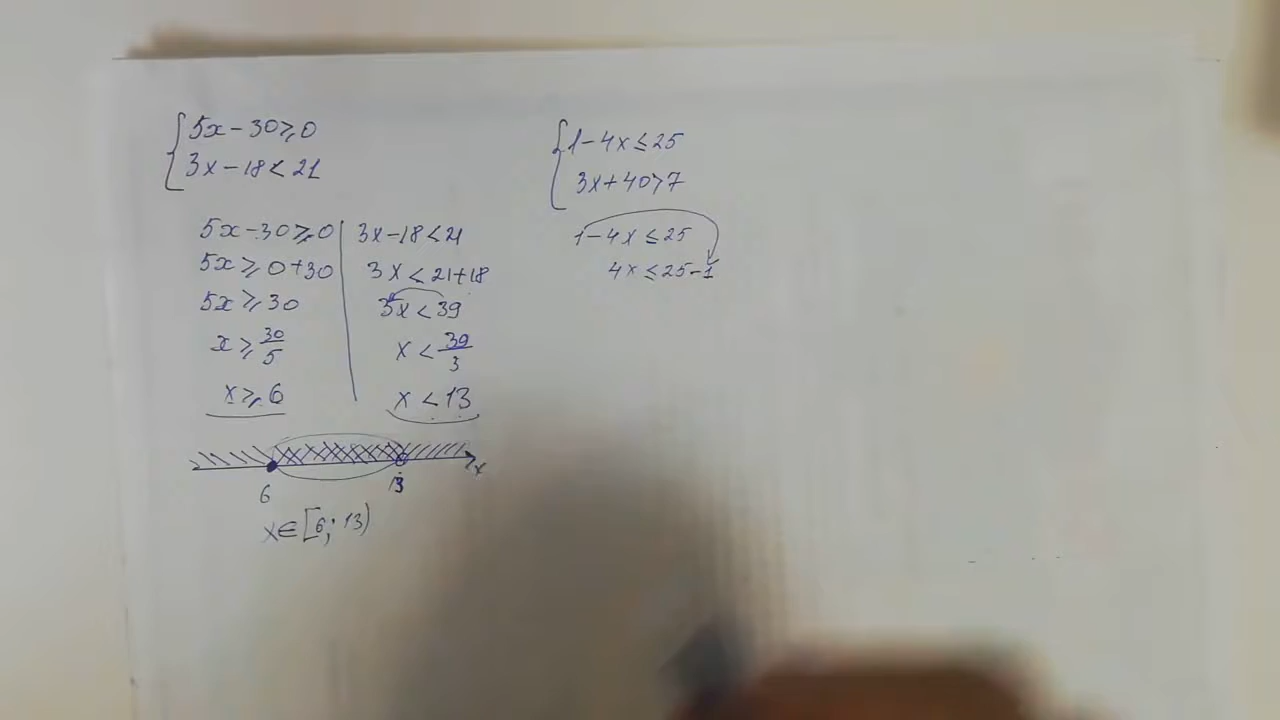 5x-30≥0
3x-18<21
5x-30≥0
5x≥0+30
5x≥30
x≥30/5
x≥6
3x-18<21
3x<21+18
3x<39
x<39/3
x<13
6 13 x
x∈[6;13)
1-4x≤25
3x+40>7
1-4x≤25
4x≤25-1